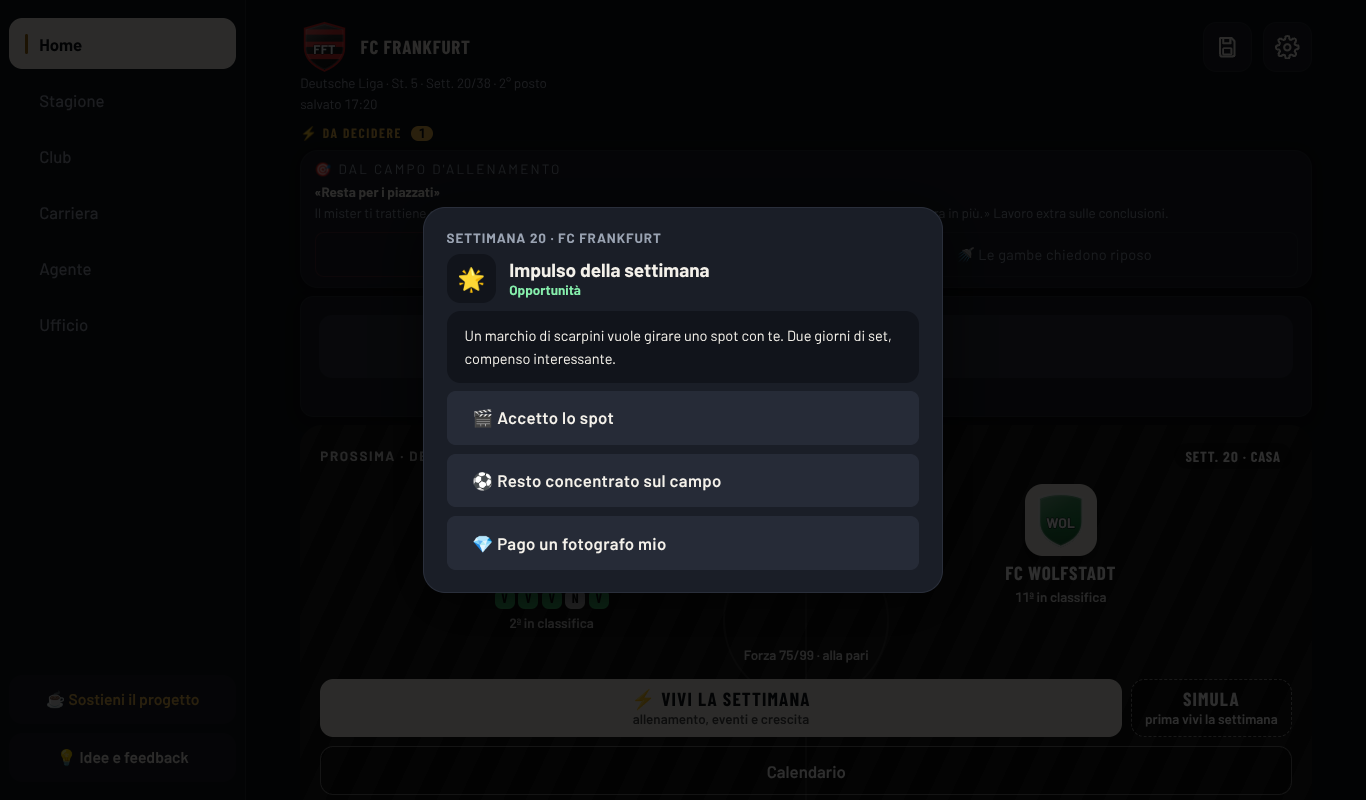 Home
Stagione
Club
Carriera
Agente
Ufficio
☕ Sostieni il progetto
💡 Idee e feedback
FFT
FC FRANKFURT
Deutsche Liga · St. 5 · Sett. 20/38 · 2° posto
salvato 17:20
⚡ DA DECIDERE 1
DAL CAMPO D'ALLENAMENTO
«Resta per i piazzati»
Il mister ti trattiene
ra in più.» Lavoro extra sulle conclusioni.
🚿 Le gambe chiedono riposo
SETTIMANA 20 · FC FRANKFURT
🌟 Impulso della settimana
Opportunità
Un marchio di scarpini vuole girare uno spot con te. Due giorni di set,
compenso interessante.
🎬 Accetto lo spot
⚽ Resto concentrato sul campo
💎 Pago un fotografo mio
PROSSIMA · DE
SETT. 20 · CASA
WOL
FC WOLFSTADT
11ª in classifica
V V V N V
2ª in classifica
Forza 75/99 · alla pari
⚡ VIVI LA SETTIMANA
allenamento, eventi e crescita
SIMULA
prima vivi la settimana
Calendario